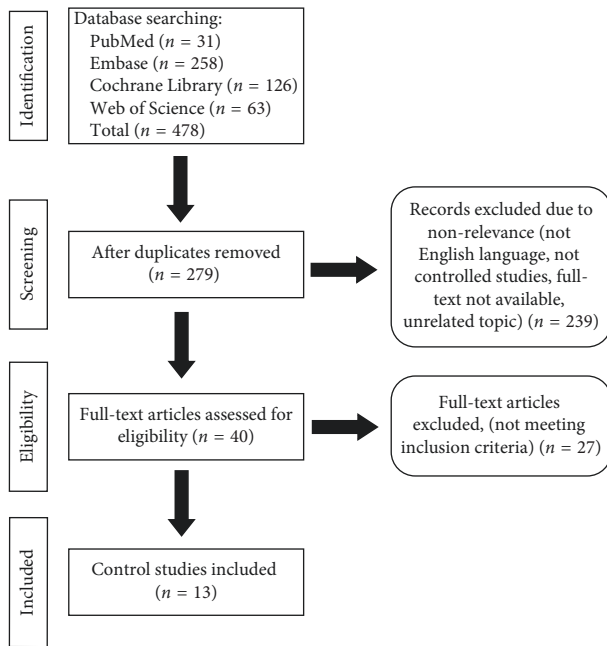 Identification
Database searching:
PubMed (n = 31)
Embase (n = 258)
Cochrane Library (n = 126)
Web of Science (n = 63)
Total (n = 478)
Screening
After duplicates removed
(n = 279)
Records excluded due to
non-relevance (not
English language, not
controlled studies, full-
text not available,
unrelated topic) (n = 239)
Eligibility
Full-text articles assessed for
eligibility (n = 40)
Full-text articles
excluded, (not meeting
inclusion criteria) (n = 27)
Included
Control studies included
(n = 13)